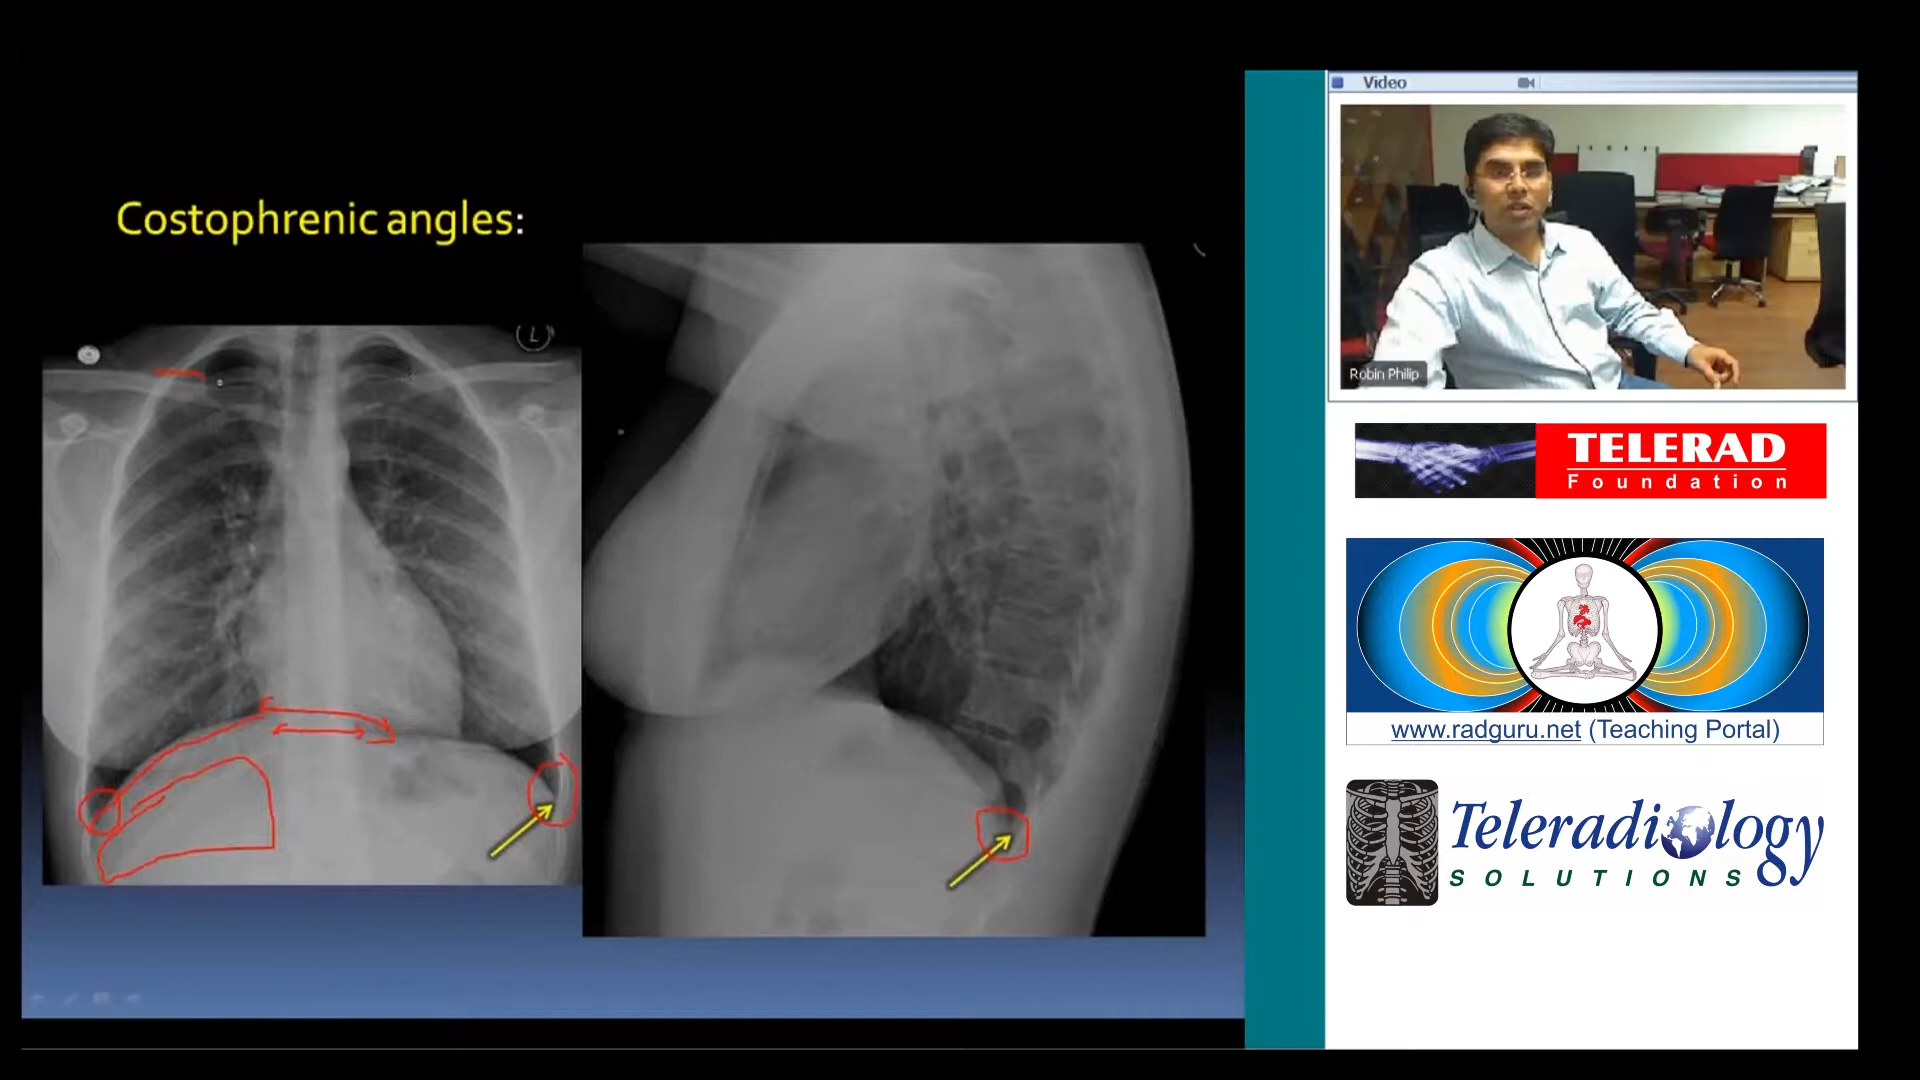 Costophrenic angles:
L
Video
Robin Philip
TELERAD
Foundation
www.radguru.net (Teaching Portal)
Teleradiology
SOLUTIONS